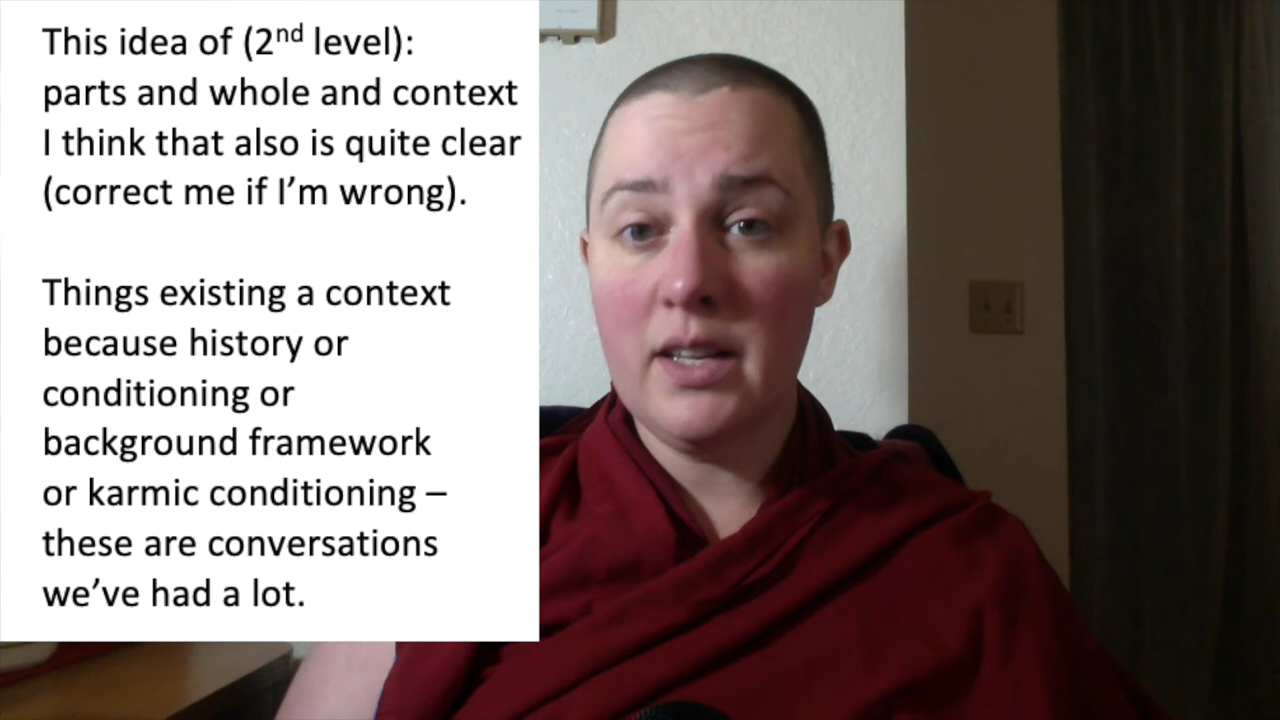 This idea of (2nd level):
parts and whole and context
I think that also is quite clear
(correct me if I’m wrong).
Things existing a context
because history or
conditioning or
background framework
or karmic conditioning –
these are conversations
we’ve had a lot.